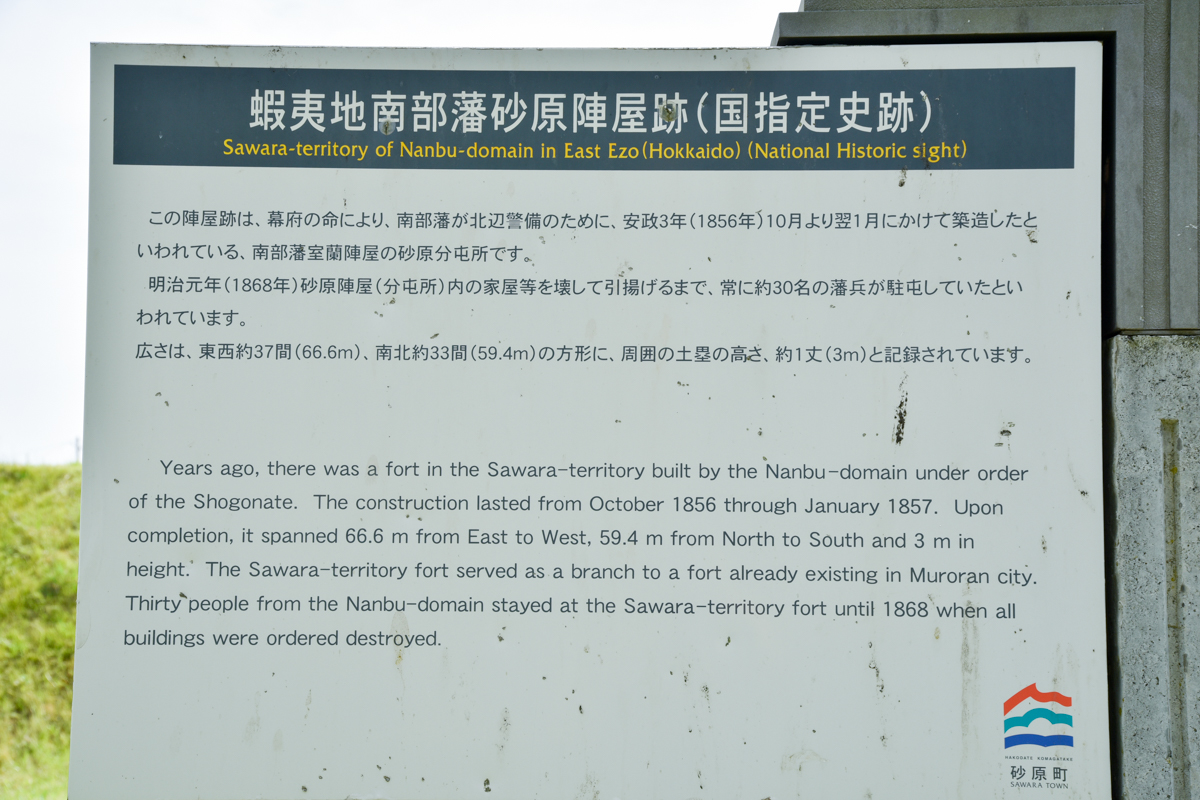 蝦夷地南部藩砂原陣屋跡(国指定史跡)
Sawara-territory of Nanbu-domain in East Ezo(Hokkaido) (National Historic sight)
この陣屋跡は、幕府の命により、南部藩が北辺警備のために、安政3年(1856年)10月より翌1月にかけて築造したと
いわれている、南部藩室蘭陣屋の砂原分屯所です。
明治元年(1868年)砂原陣屋(分屯所)内の家屋等を壊して引揚げるまで、常に約30名の藩兵が駐屯していたとい
われています。
広さは、東西約37間(66.6m)、南北約33間(59.4m)の方形に、周囲の土塁の高さ、約1丈(3m)と記録されています。
Years ago, there was a fort in the Sawara-territory built by the Nanbu-domain under order
of the Shogonate. The construction lasted from October 1856 through January 1857. Upon
completion, it spanned 66.6 m from East to West, 59.4 m from North to South and 3 m in
height. The Sawara-territory fort served as a branch to a fort already existing in Muroran city.
Thirty people from the Nanbu-domain stayed at the Sawara-territory fort until 1868 when all
buildings were ordered destroyed.
HAKODATE KOMAGATAKE
砂原町
SAWARA TOWN